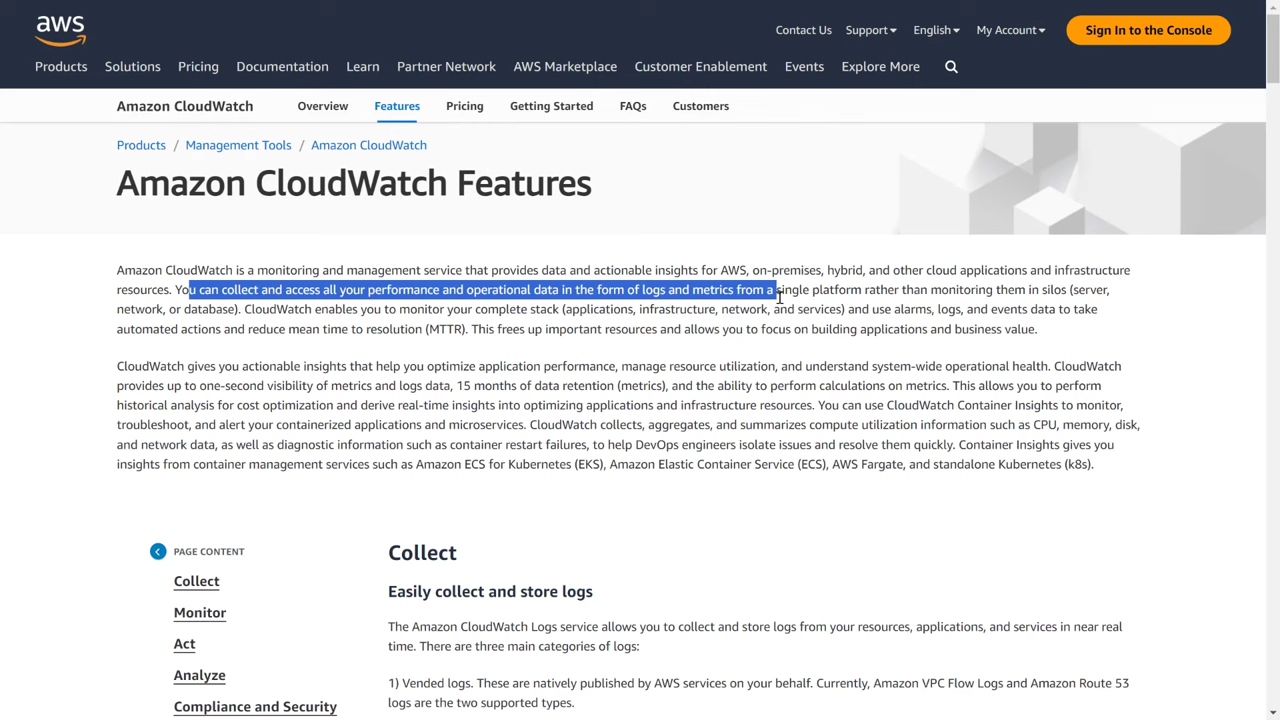 aws
Contact Us
Support
English
My Account
Sign In to the Console
Products
Solutions
Pricing
Documentation
Learn
Partner Network
AWS Marketplace
Customer Enablement
Events
Explore More
Amazon CloudWatch
Overview
Features
Pricing
Getting Started
FAQs
Customers
Products / Management Tools / Amazon CloudWatch
Amazon CloudWatch Features
Amazon CloudWatch is a monitoring and management service that provides data and actionable insights for AWS, on-premises, hybrid, and other cloud applications and infrastructure
resources. You can collect and access all your performance and operational data in the form of logs and metrics from a single platform rather than monitoring them in silos (server,
network, or database). CloudWatch enables you to monitor your complete stack (applications, infrastructure, network, and services) and use alarms, logs, and events data to take
automated actions and reduce mean time to resolution (MTTR). This frees up important resources and allows you to focus on building applications and business value.
CloudWatch gives you actionable insights that help you optimize application performance, manage resource utilization, and understand system-wide operational health. CloudWatch
provides up to one-second visibility of metrics and logs data, 15 months of data retention (metrics), and the ability to perform calculations on metrics. This allows you to perform
historical analysis for cost optimization and derive real-time insights into optimizing applications and infrastructure resources. You can use CloudWatch Container Insights to monitor,
troubleshoot, and alert your containerized applications and microservices. CloudWatch collects, aggregates, and summarizes compute utilization information such as CPU, memory, disk,
and network data, as well as diagnostic information such as container restart failures, to help DevOps engineers isolate issues and resolve them quickly. Container Insights gives you
insights from container management services such as Amazon ECS for Kubernetes (EKS), Amazon Elastic Container Service (ECS), AWS Fargate, and standalone Kubernetes (k8s).
PAGE CONTENT
Collect
Monitor
Act
Analyze
Compliance and Security
Collect
Easily collect and store logs
The Amazon CloudWatch Logs service allows you to collect and store logs from your resources, applications, and services in near real
time. There are three main categories of logs:
1) Vended logs. These are natively published by AWS services on your behalf. Currently, Amazon VPC Flow Logs and Amazon Route 53
logs are the two supported types.